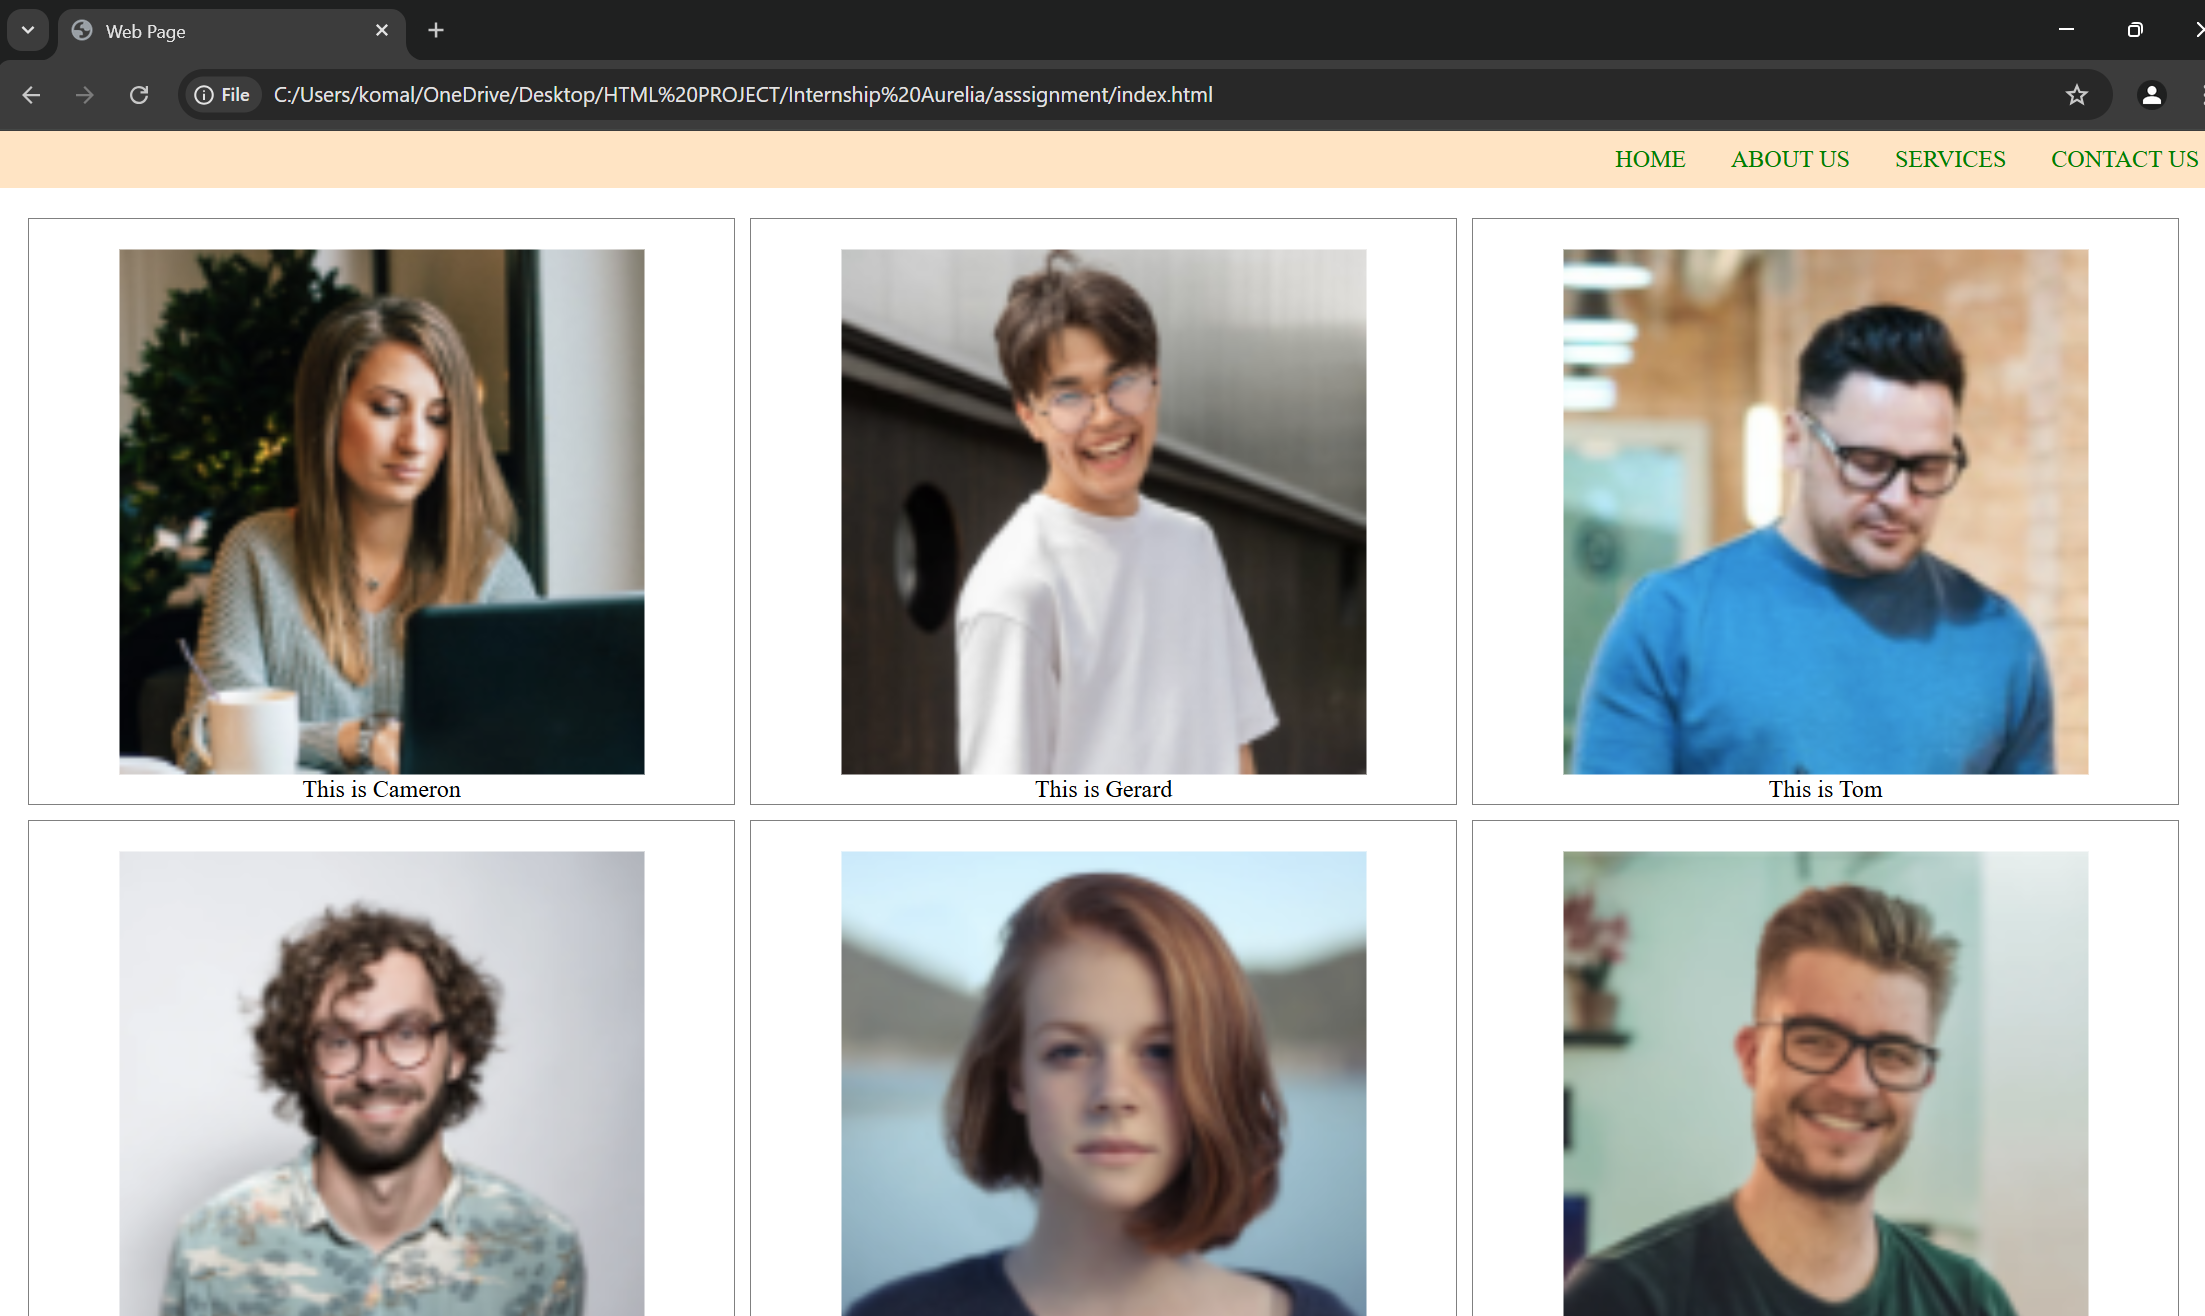 Web Page
File C:/Users/komal/OneDrive/Desktop/HTML%20PROJECT/Internship%20Aurelia/asssignment/index.html
HOME ABOUT US SERVICES CONTACT US
This is Cameron
This is Gerard
This is Tom